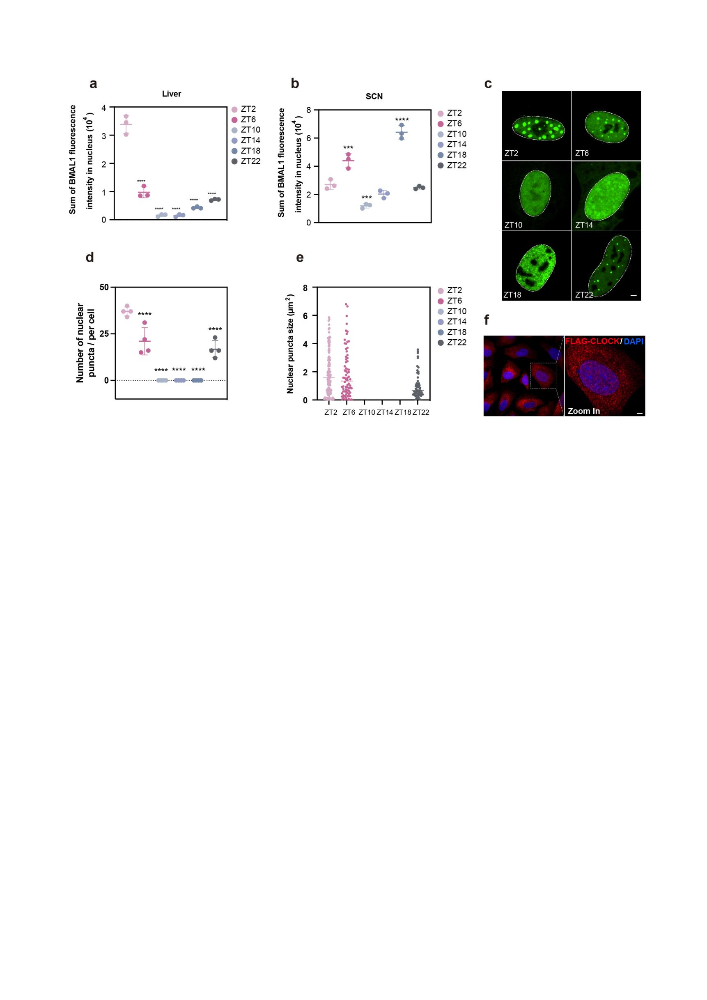 a
Liver
Sum of BMAL1 fluorescence
intensity in nucleus (10⁴ )
4
3
2
1
0
****
****
****
****
****
ZT2
ZT6
ZT10
ZT14
ZT18
ZT22
b
SCN
Sum of BMAL1 fluorescence
intensity in nucleus (10⁴ )
8
6
4
2
0
***
***
****
ZT2
ZT6
ZT10
ZT14
ZT18
ZT22
c
ZT2
ZT6
ZT10
ZT14
ZT18
ZT22
d
Number of nuclear
puncta / per cell
50
25
0
****
****
****
****
****
e
Nuclear puncta size (µm²)
8
6
4
2
0
ZT2 ZT6 ZT10 ZT14 ZT18 ZT22
ZT2
ZT6
ZT10
ZT14
ZT18
ZT22
f
FLAG-CLOCK/ DAPI
Zoom In